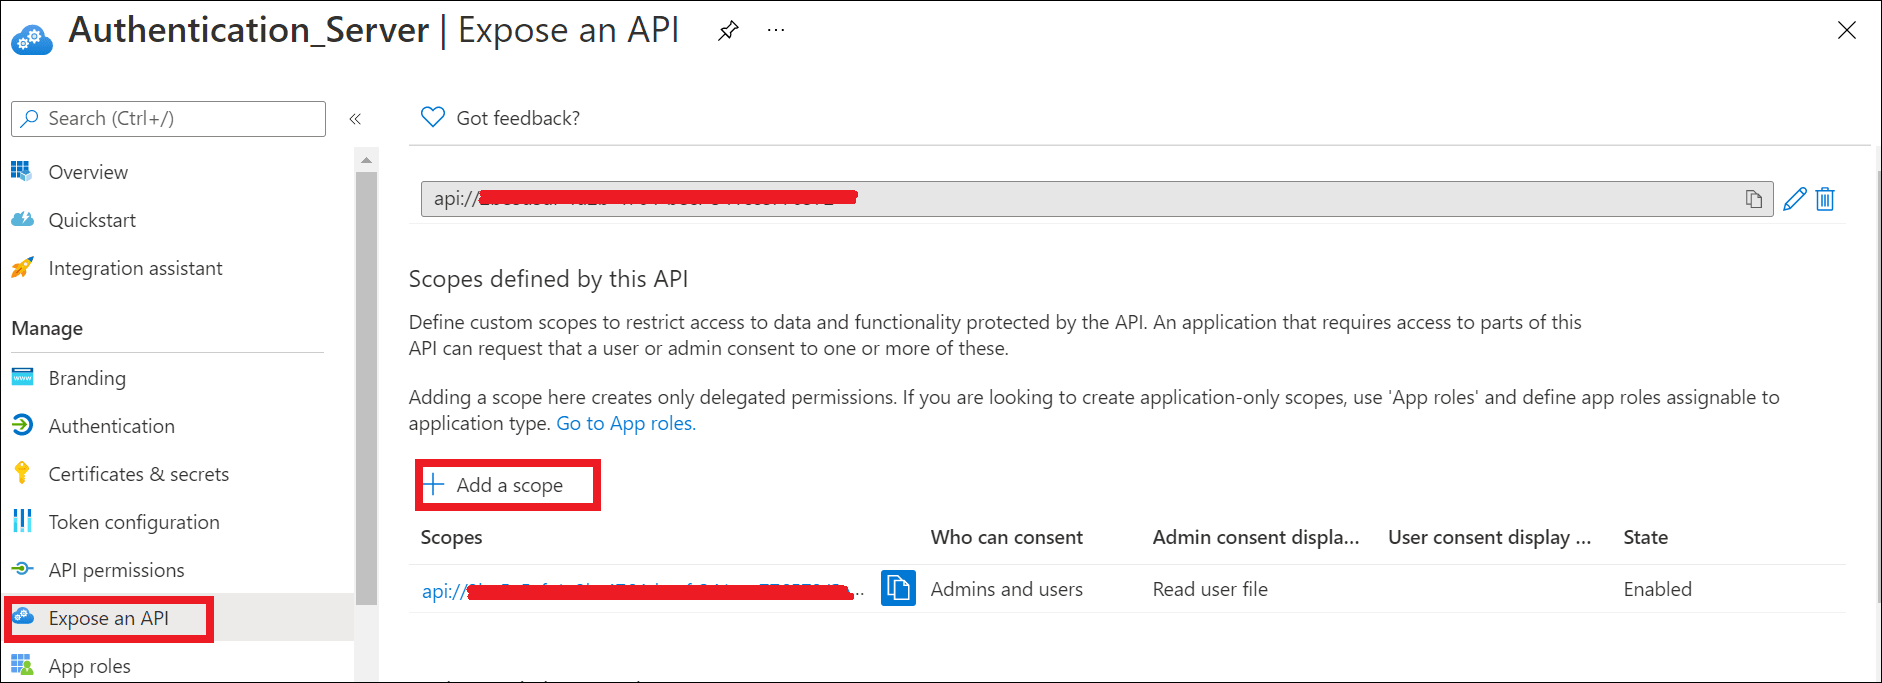 Authentication_Server | Expose an API
Search (Ctrl+/)
Overview
Quickstart
Integration assistant
Manage
Branding
Authentication
Certificates & secrets
Token configuration
API permissions
Expose an API
App roles
Got feedback?
api://
Scopes defined by this API
Define custom scopes to restrict access to data and functionality protected by the API. An application that requires access to parts of this
API can request that a user or admin consent to one or more of these.
Adding a scope here creates only delegated permissions. If you are looking to create application-only scopes, use 'App roles' and define app roles assignable to
application type. Go to App roles.
Add a scope
Scopes Who can consent Admin consent displa... User consent display ... State
api:// ... Admins and users Read user file Enabled